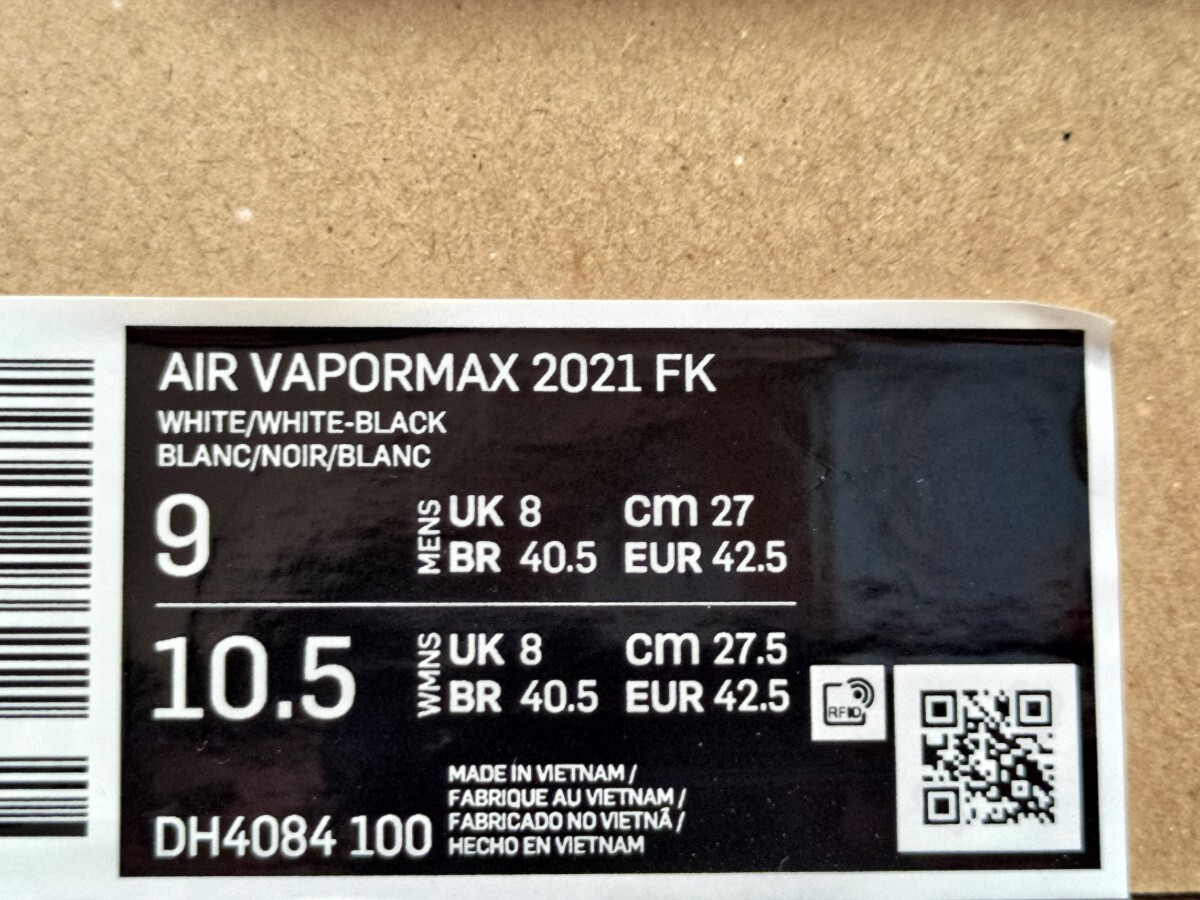 AIR VAPORMAX 2021 FK
WHITE/WHITE-BLACK
BLANC/NOIR/BLANC
9
MENS
UK 8 CM 27
BR 40.5 EUR 42.5
10.5
WMNS
UK 8 CM 27.5
BR 40.5 EUR 42.5
RFID
MADE IN VIETNAM /
FABRIQUE AU VIETNAM /
FABRICADO NO VIETNÃ /
HECHO EN VIETNAM
DH4084 100